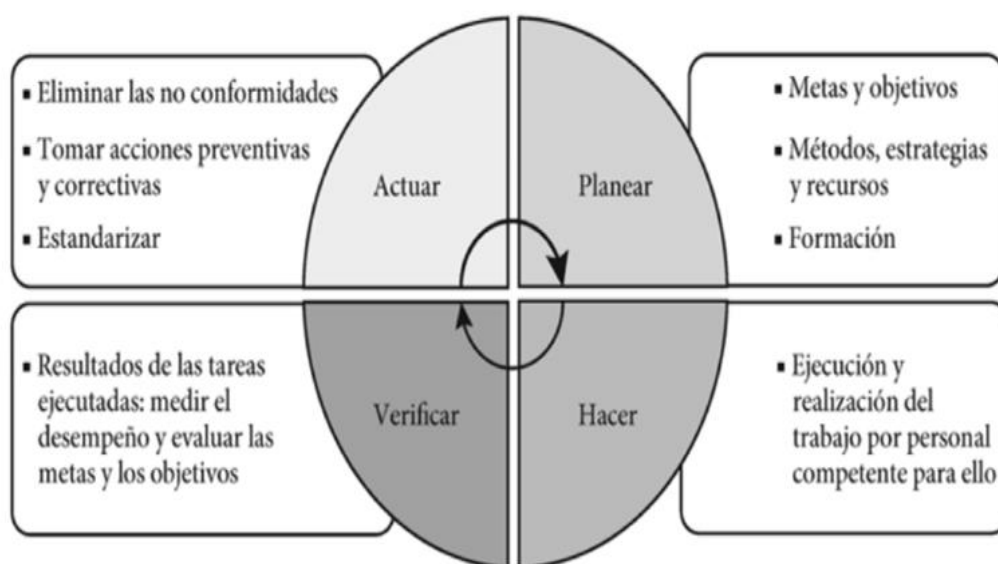 ▪ Eliminar las no conformidades
▪ Tomar acciones preventivas
y correctivas
▪ Estandarizar
Actuar
Planear
▪ Metas y objetivos
▪ Métodos, estrategias
y recursos
▪ Formación
▪ Resultados de las tareas
ejecutadas: medir el
desempeño y evaluar las
metas y los objetivos
Verificar
Hacer
▪ Ejecución y
realización del
trabajo por personal
competente para ello